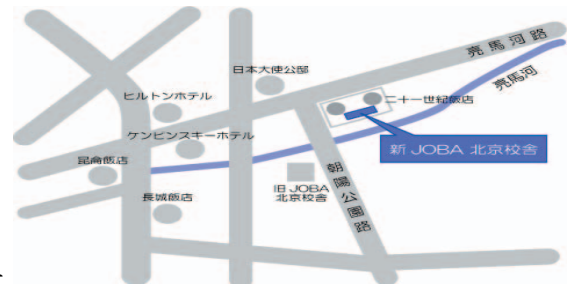 亮馬河路
日本大使公邸
ヒルトンホテル
二十一世紀飯店
亮馬河
ケンピンスキーホテル
新 JOBA 北京校舎
昆崙飯店
旧 JOBA
北京校舎
朝陽公園路
長城飯店